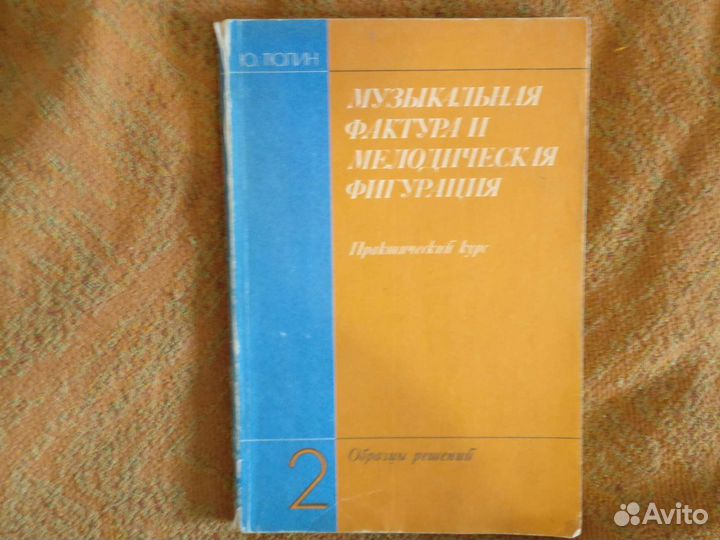 Ю. ТЮЛИН
МУЗЫКАЛЬНАЯ
ФАКТУРА И
МЕЛОДИЧЕСКАЯ
ФИГУРАЦИЯ
Практический курс
2
Образцы решений
Avito